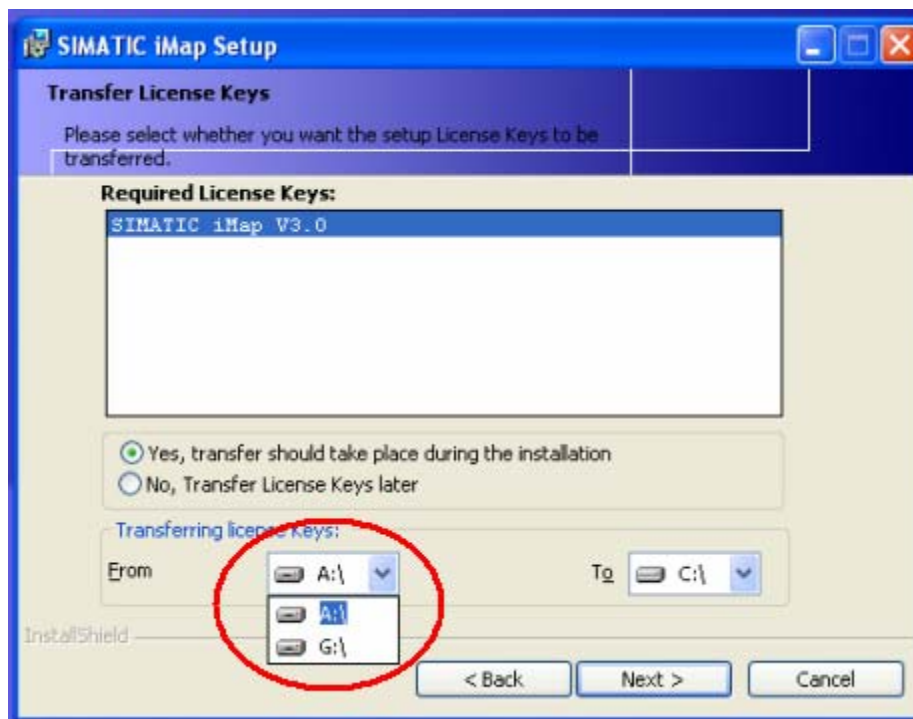 SIMATIC iMap Setup
Transfer License Keys
Please select whether you want the setup License Keys to be
transferred.
Required License Keys:
SIMATIC iMap V3.0
Yes, transfer should take place during the installation
No, Transfer License Keys later
Transferring license Keys:
From A:\ To C:\
A:\
G:\
InstallShield
< Back Next > Cancel